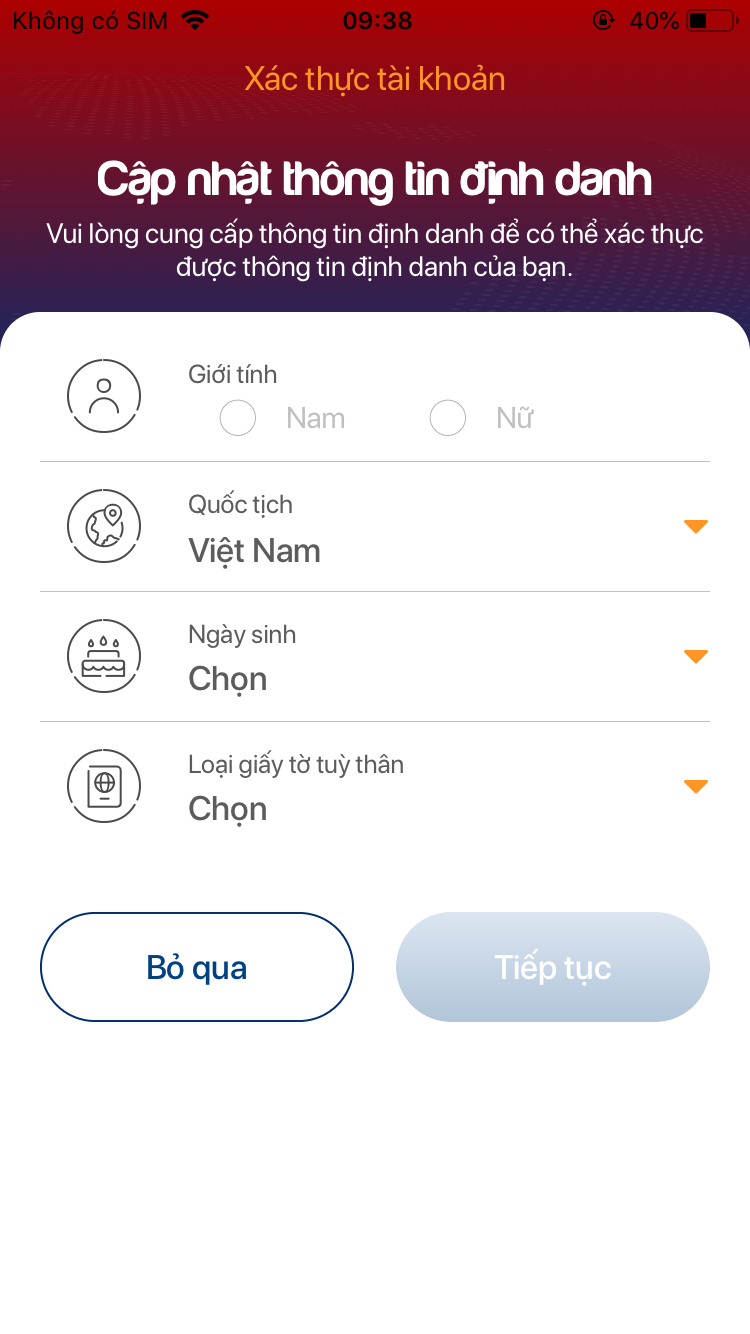 Không có SIM 09:38 40%
Xác thực tài khoản
Cập nhật thông tin định danh
Vui lòng cung cấp thông tin định danh để có thể xác thực
được thông tin định danh của bạn.
Giới tính
Nam Nữ
Quốc tịch
Việt Nam
Ngày sinh
Chọn
Loại giấy tờ tuỳ thân
Chọn
Bỏ qua Tiếp tục